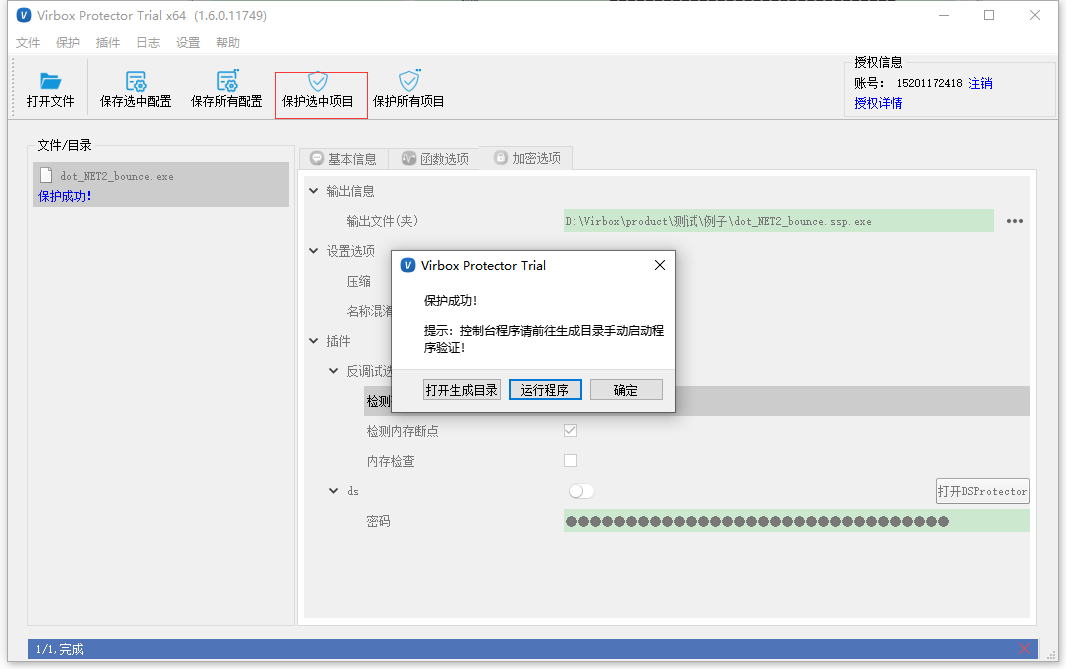 Virbox Protector Trial x64 (1.6.0.11749)
文件 保护 插件 日志 设置 帮助
打开文件 保存选中配置 保存所有配置 保护选中项目 保护所有项目
授权信息
账号： 15201172418 注销
授权详情
文件/目录
dot_NET2_bounce.exe
保护成功!
基本信息 函数选项 加密选项
输出信息
输出文件(夹) D:\Virbox\product\测试\例子\dot_NET2_bounce.ssp.exe
设置选项
压缩
名称混淆
插件
反调试选
检测
检测内存断点
内存检查
ds 打开DSProtector
密码
Virbox Protector Trial
保护成功!
提示：控制台程序请前往生成目录手动启动程
序验证!
打开生成目录 运行程序 确定
1/1,完成